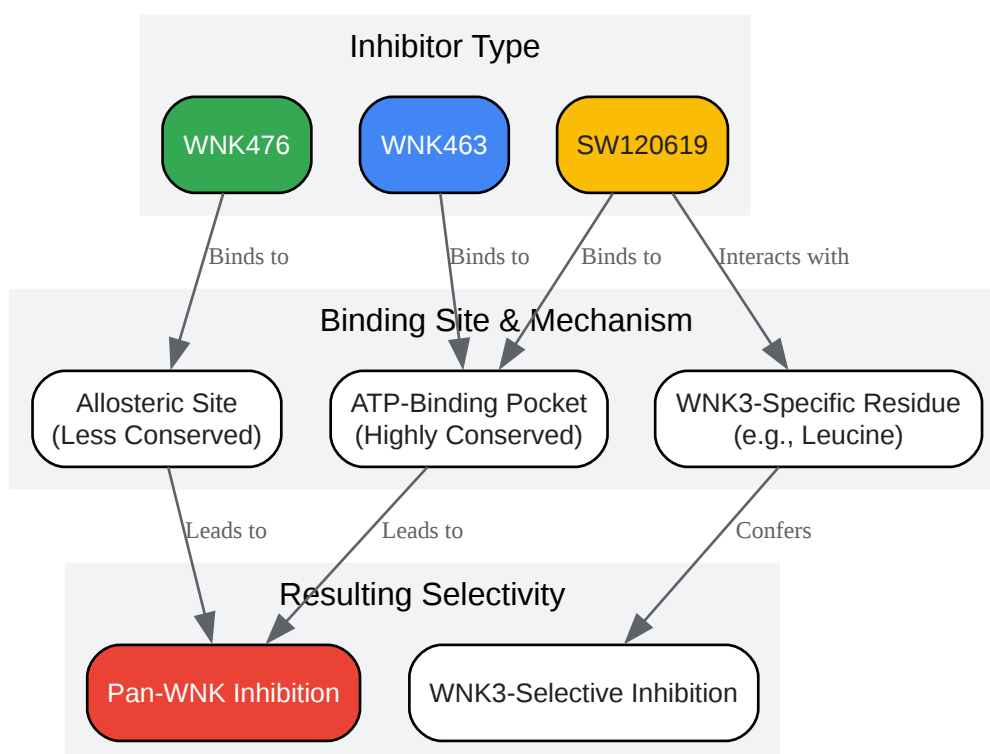 Inhibitor Type
WNK476
WNK463
SW120619
Binds to
Binds to
Binds to
Interacts with
Binding Site & Mechanism
Allosteric Site
(Less Conserved)
ATP-Binding Pocket
(Highly Conserved)
WNK3-Specific Residue
(e.g., Leucine)
Leads to
Leads to
Confers
Resulting Selectivity
Pan-WNK Inhibition
WNK3-Selective Inhibition